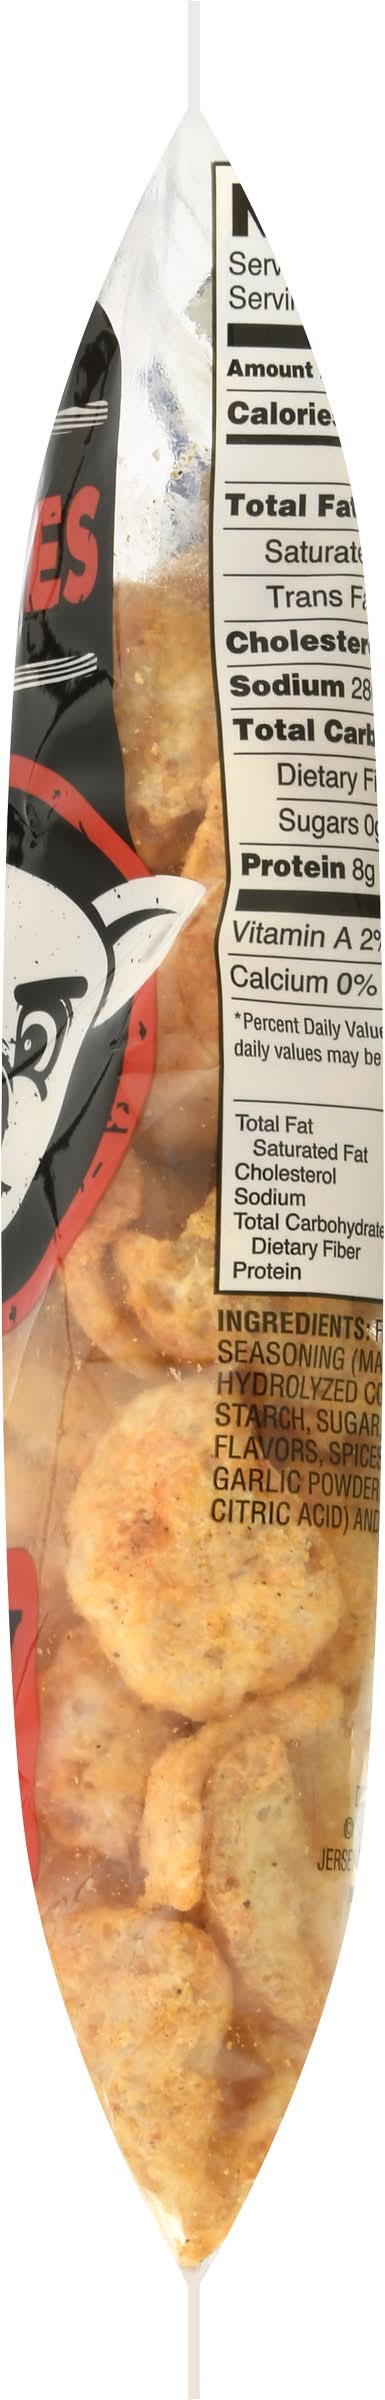 ES
N
Serv
Servin
Amount
Calorie
Total Fat
Saturate
Trans Fa
Cholester
Sodium 28
Total Carb
Dietary Fi
Sugars 0g
Protein 8g
Vitamin A 2%
Calcium 0%
*Percent Daily Value
daily values may be
Total Fat
Saturated Fat
Cholesterol
Sodium
Total Carbohydrate
Dietary Fiber
Protein
INGREDIENTS:
SEASONING (MA
HYDROLYZED CO
STARCH, SUGAR,
FLAVORS, SPICES
GARLIC POWDER
CITRIC ACID) AND
©
JERSE